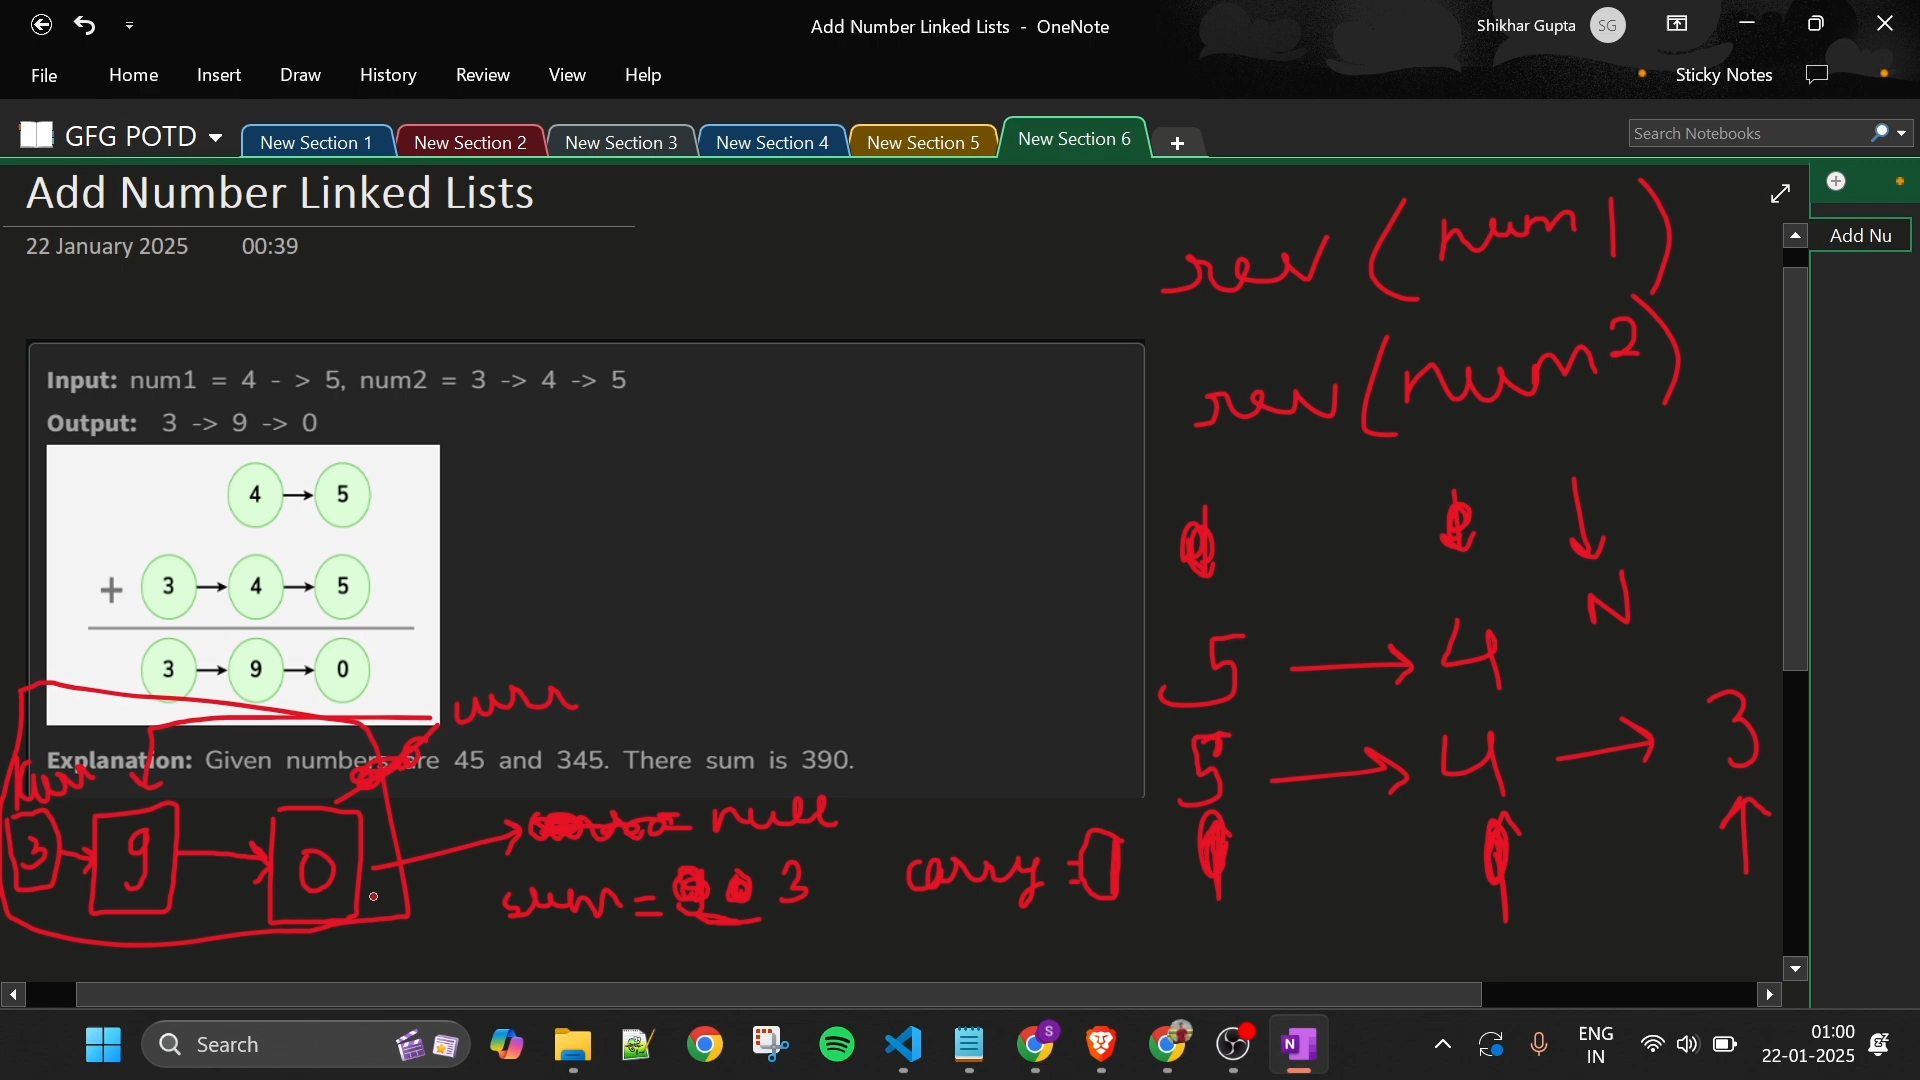 Add Number Linked Lists - OneNote
Shikhar Gupta SG
File Home Insert Draw History Review View Help
Sticky Notes
GFG POTD New Section 1 New Section 2 New Section 3 New Section 4 New Section 5 New Section 6 +
Search Notebooks
Add Number Linked Lists
22 January 2025 00:39
Add Nu
rev (num1)
rev (num2)
Input: num1 = 4 - > 5, num2 = 3 -> 4 -> 5
Output: 3 -> 9 -> 0
4 → 5
+ 3 → 4 → 5
3 → 9 → 0
N
5 → 4
5 → 4 → 3
curr
Explanation: Given numbers are 45 and 345. There sum is 390.
curr
3 → 9 → 0 → null
sum = 3
carry = 0
Search
ENG
IN
01:00
22-01-2025